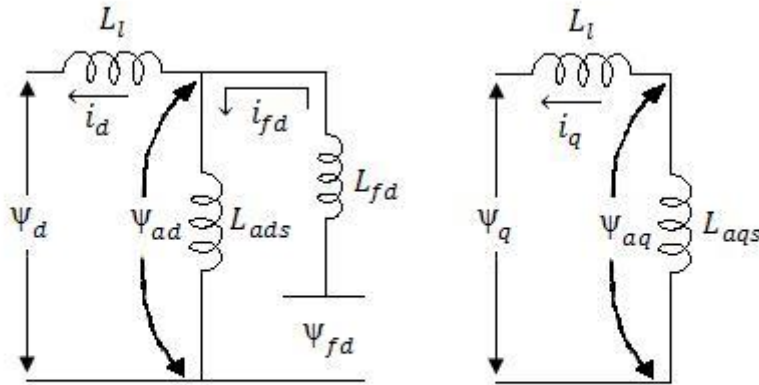 L_l
i_d
i_fd
L_fd
Ψ_d
Ψ_ad
L_ads
Ψ_fd
L_l
i_q
Ψ_q
Ψ_aq
L_aqs